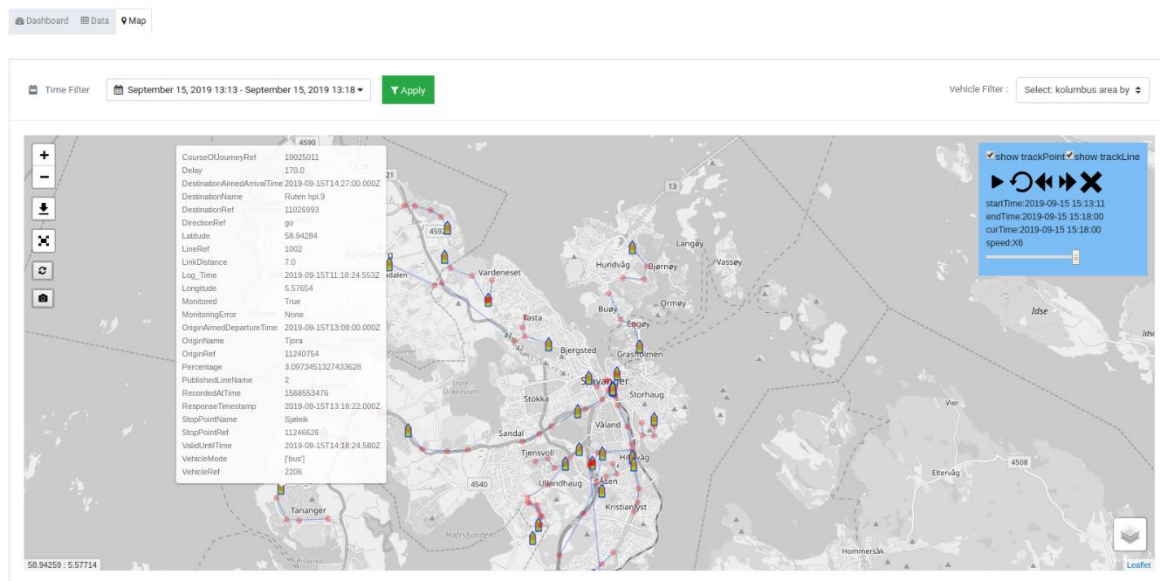 Dashboard Data Map
Time Filter September 15, 2019 13:13 - September 15, 2019 13:18 Apply Vehicle Filter : Select: kolumbus area by
+
−
CourseOfJourneyRef 10025011
Delay 170.0
DestinationAimedArrivalTime 2019-09-15T14:27:00.000Z
DestinationName Ruten hpl.9
DestinationRef 11026993
DirectionRef go
Latitude 58.94284
LineRef 1002
LinkDistance 7.0
Log_Time 2019-09-15T11:18:24.553Z
Longitude 5.57654
Monitored True
MonitoringError None
OriginAimedDepartureTime 2019-09-15T13:09:00.000Z
OriginName Tjora
OriginRef 11240754
Percentage 3.0973451327433628
PublishedLineName 2
RecordedAtTime 1568553476
ResponseTimestamp 2019-09-15T13:18:22.000Z
StopPointName Sjøleik
StopPointRef 11246626
ValidUntilTime 2019-09-15T14:18:24.580Z
VehicleMode ['bus']
VehicleRef 2206
show trackPoint show trackLine
startTime:2019-09-15 15:13:11
endTime:2019-09-15 15:18:00
curTime:2019-09-15 15:18:00
speed:X6
4590
21
13
4592
Langøy
Hundvåg
Bjørnøy
Vassøy
Vardeneset
Ormøy
Buøy
Idse
Tasta
Engøy
42
42
Bjergsted
Grasholmen
Stavanger
Stokka
Storhaug
Vier
Våland
Sandal
Tjensvoll
Hillevåg
4508
Eltervåg
4540
Ullandhaug
Åsen
Tananger
Kristianlyst
Hafrsfjorden
Hommersåk
58.94259 : 5.57714
Leaflet